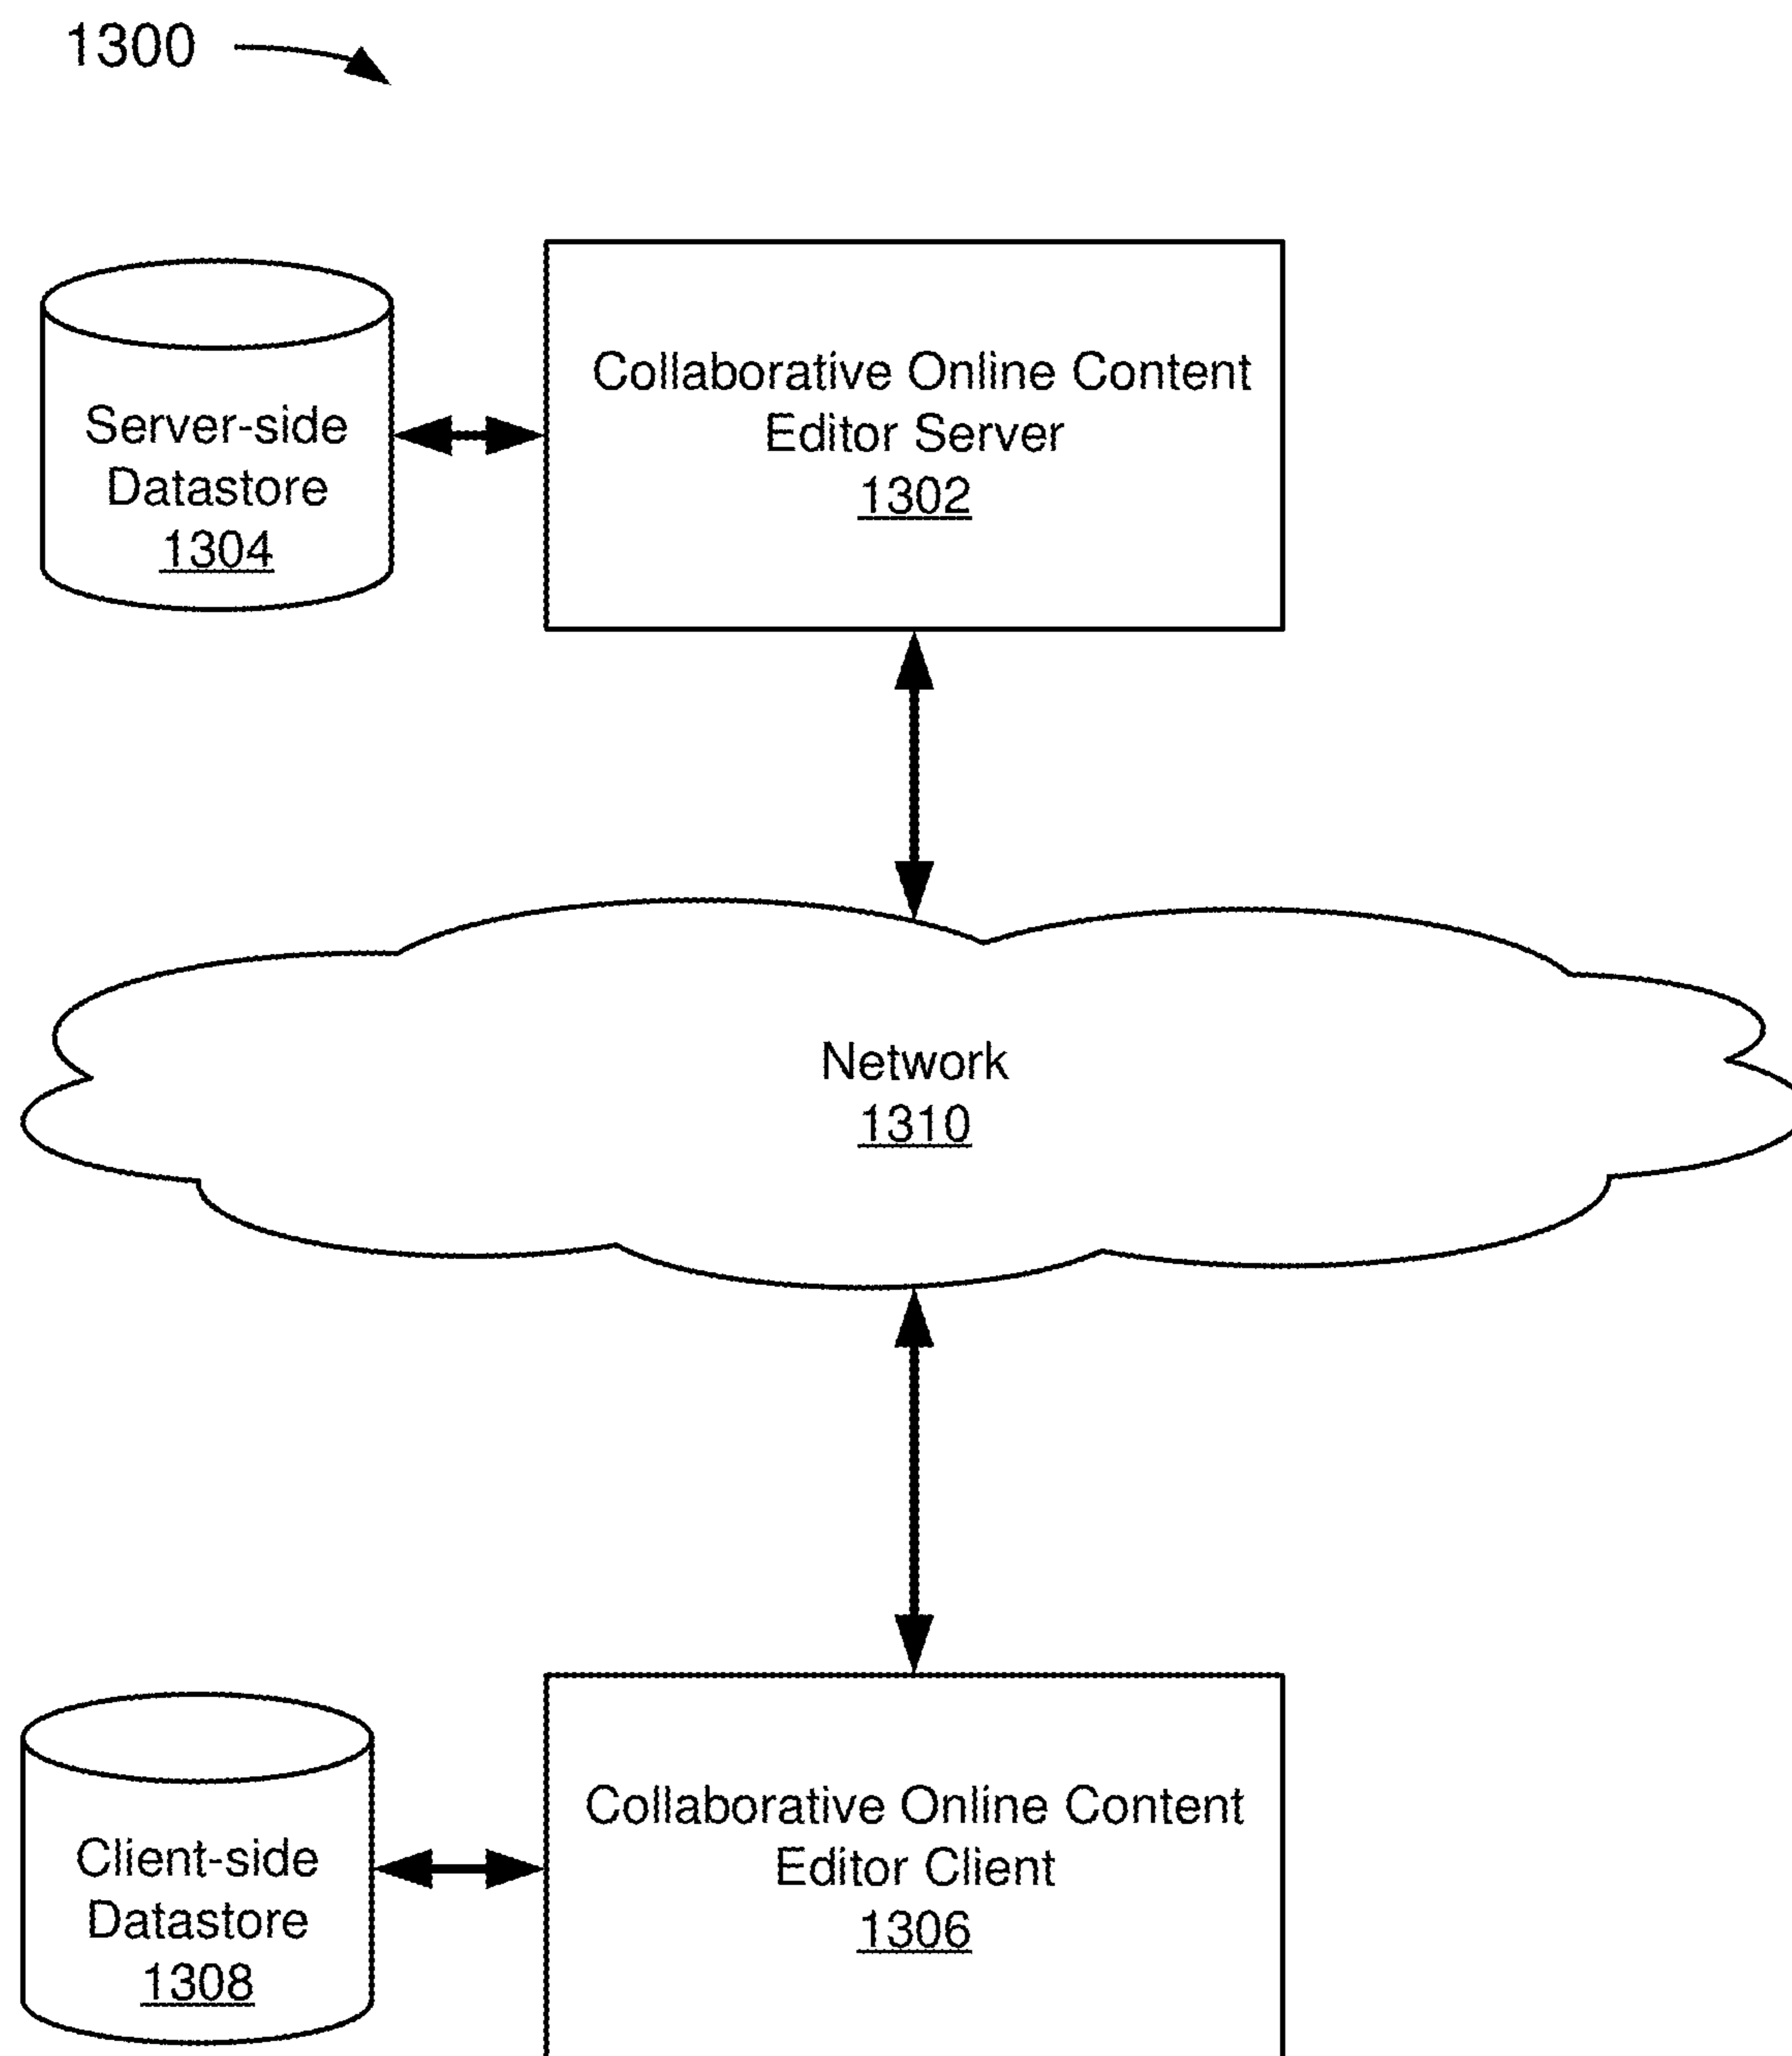 1300
Collaborative Online Content
Editor Server
1302
Server-side
Datastore
1304
Network
1310
Collaborative Online Content
Editor Client
1306
Client-side
Datastore
1308